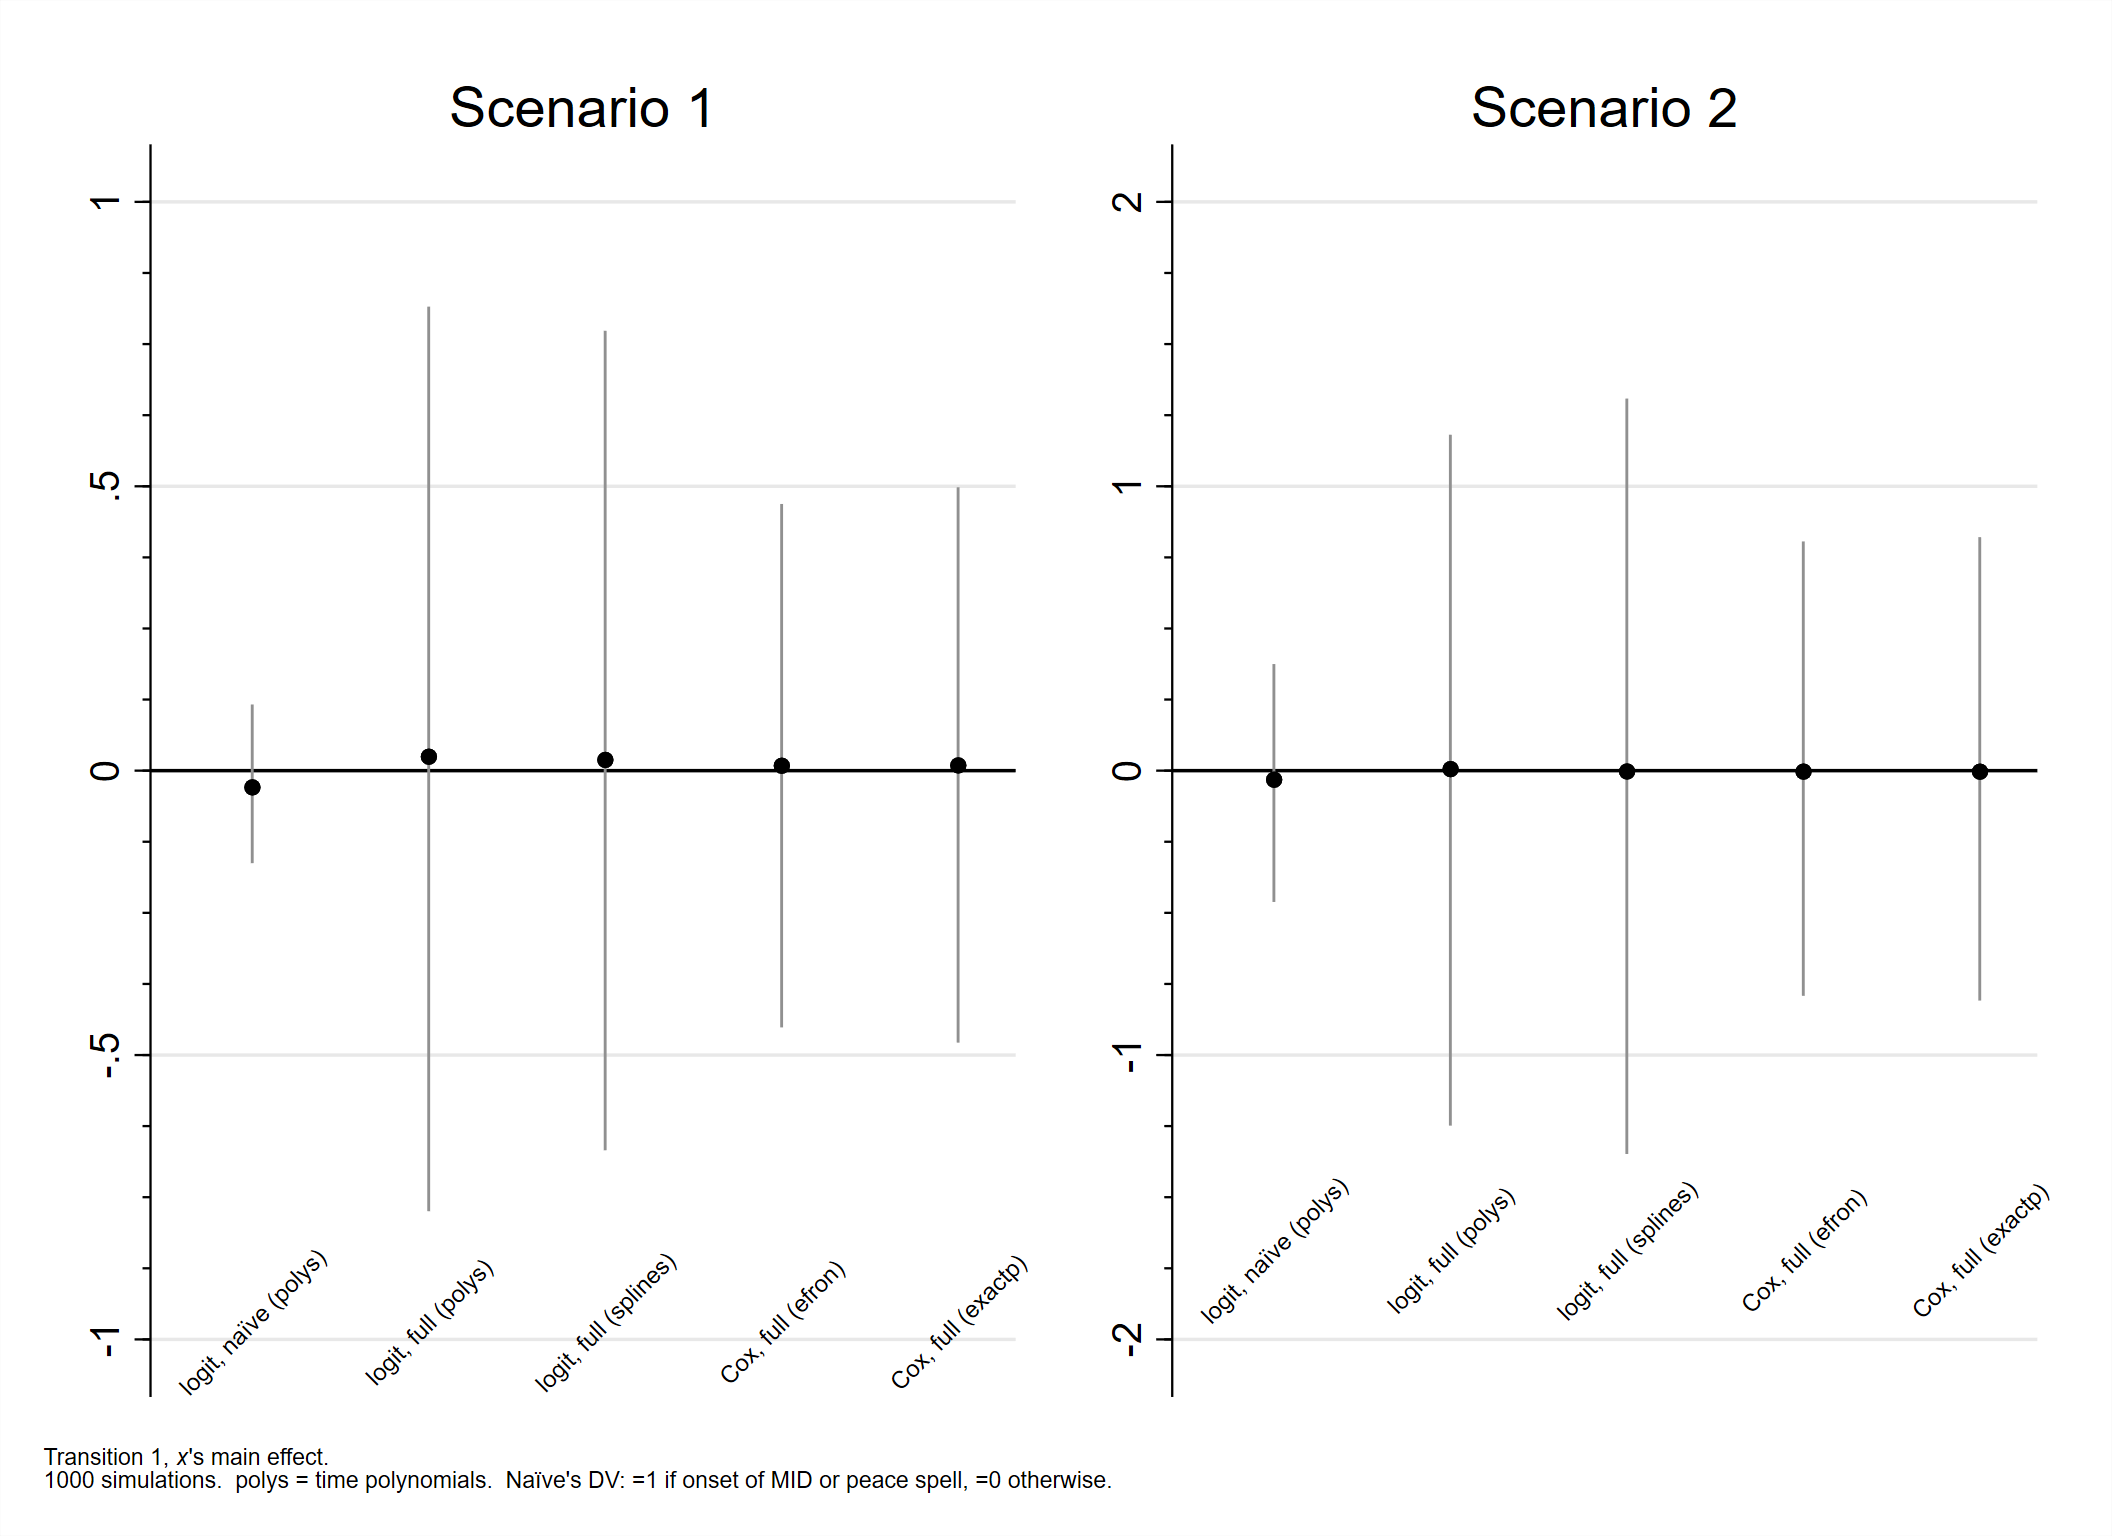 Scenario 1
1
.5
0
-.5
-1
logit, naïve (polys)
logit, full (polys)
logit, full (splines)
Cox, full (efron)
Cox, full (exactp)
Scenario 2
2
1
0
-1
-2
logit, naïve (polys)
logit, full (polys)
logit, full (splines)
Cox, full (efron)
Cox, full (exactp)
Transition 1, x's main effect.
1000 simulations.  polys = time polynomials.  Naïve's DV: =1 if onset of MID or peace spell, =0 otherwise.